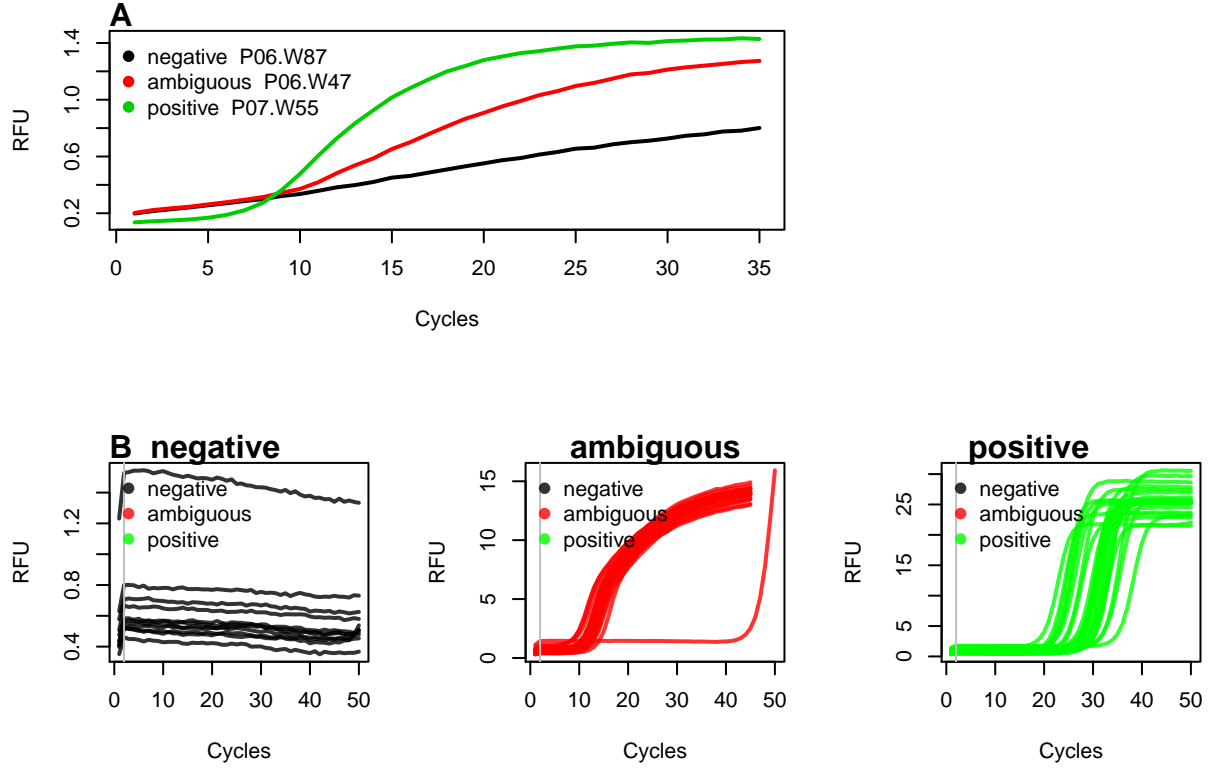 A
RFU
1.4
1.0
0.6
0.2
negative P06.W87
ambiguous P06.W47
positive P07.W55
0 5 10 15 20 25 30 35
Cycles
B negative
RFU
1.2
0.8
0.4
negative
ambiguous
positive
0 10 20 30 40 50
Cycles
ambiguous
RFU
15
10
5
0
negative
ambiguous
positive
0 10 20 30 40 50
Cycles
positive
RFU
25
15
5
0
negative
ambiguous
positive
0 10 20 30 40 50
Cycles